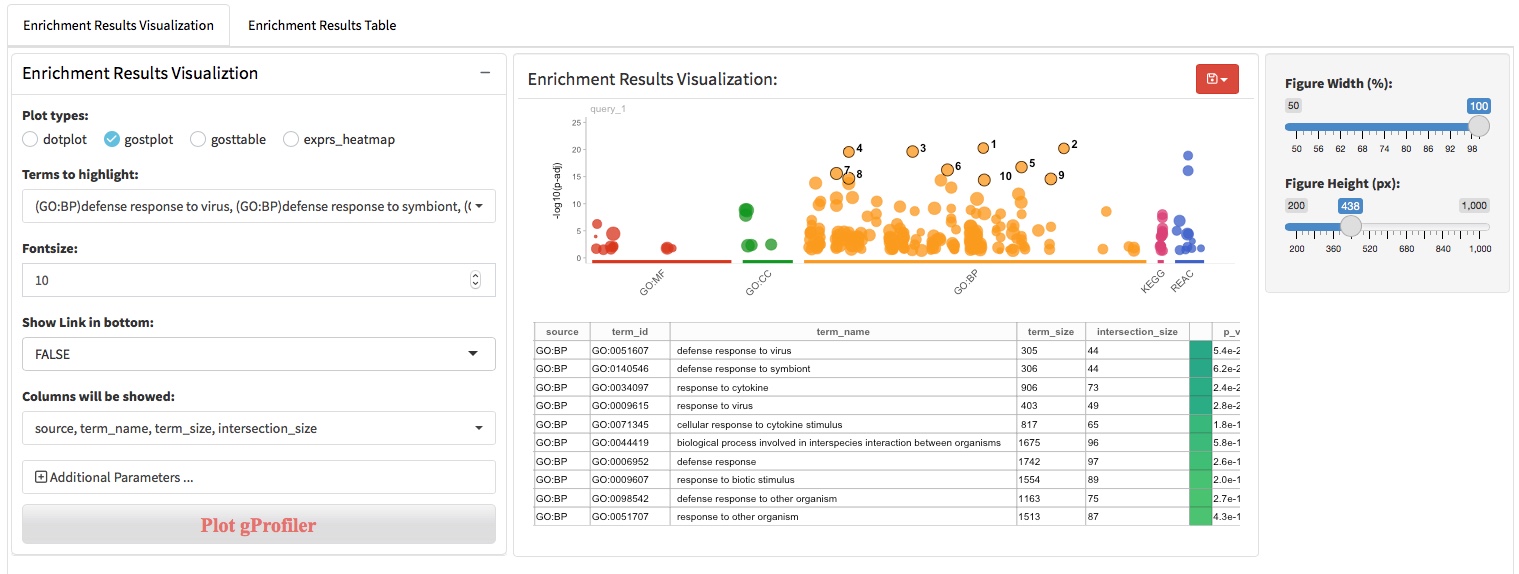 Enrichment Results Visualization Enrichment Results Table
Enrichment Results Visualiztion
Plot types:
dotplot gostplot gosttable exprs_heatmap
Terms to highlight:
(GO:BP)defense response to virus, (GO:BP)defense response to symbiont, ((
Fontsize:
10
Show Link in bottom:
FALSE
Columns will be showed:
source, term_name, term_size, intersection_size
Additional Parameters ...
Plot gProfiler
Enrichment Results Visualization:
query_1
-log10(p-adj)
25
20
15
10
5
0
4 3 1 2
7 8 6 10 5 9
GO:MF GO:CC GO:BP KEGG REAC
source term_id term_name term_size intersection_size p_v
GO:BP GO:0051607 defense response to virus 305 44 5.4e-2
GO:BP GO:0140546 defense response to symbiont 306 44 6.2e-2
GO:BP GO:0034097 response to cytokine 906 73 2.4e-2
GO:BP GO:0009615 response to virus 403 49 2.8e-2
GO:BP GO:0071345 cellular response to cytokine stimulus 817 65 1.8e-1
GO:BP GO:0044419 biological process involved in interspecies interaction between organisms 1675 96 5.8e-1
GO:BP GO:0006952 defense response 1742 97 2.6e-1
GO:BP GO:0009607 response to biotic stimulus 1554 89 2.0e-1
GO:BP GO:0098542 defense response to other organism 1163 75 2.7e-1
GO:BP GO:0051707 response to other organism 1513 87 4.3e-1
Figure Width (%):
50 100
50 56 62 68 74 80 86 92 98
Figure Height (px):
200 438 1,000
200 360 520 680 840 1,000